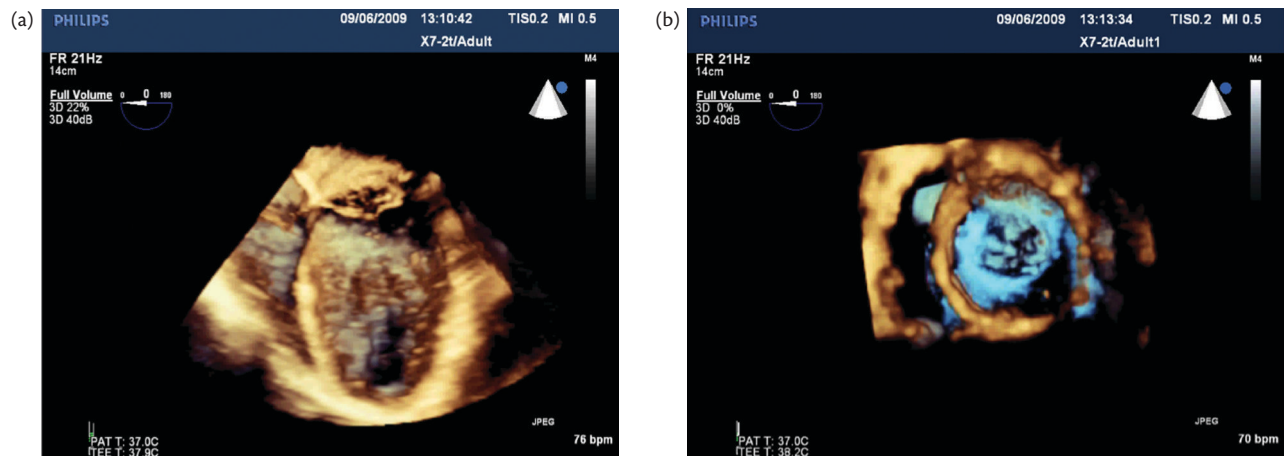 (a)
PHILIPS
09/06/2009 13:10:42 TIS0.2 MI 0.5
X7-2t/Adult
FR 21Hz
14cm
M4
Full Volume
3D 22%
3D 40dB
0 0 180
JPEG
PAT T: 37.0C
TEE T: 37.9C
76 bpm
(b)
PHILIPS
09/06/2009 13:13:34 TIS0.2 MI 0.5
X7-2t/Adult1
FR 21Hz
14cm
M4
Full Volume
3D 0%
3D 40dB
0 0 180
JPEG
PAT T: 37.0C
TEE T: 38.2C
70 bpm